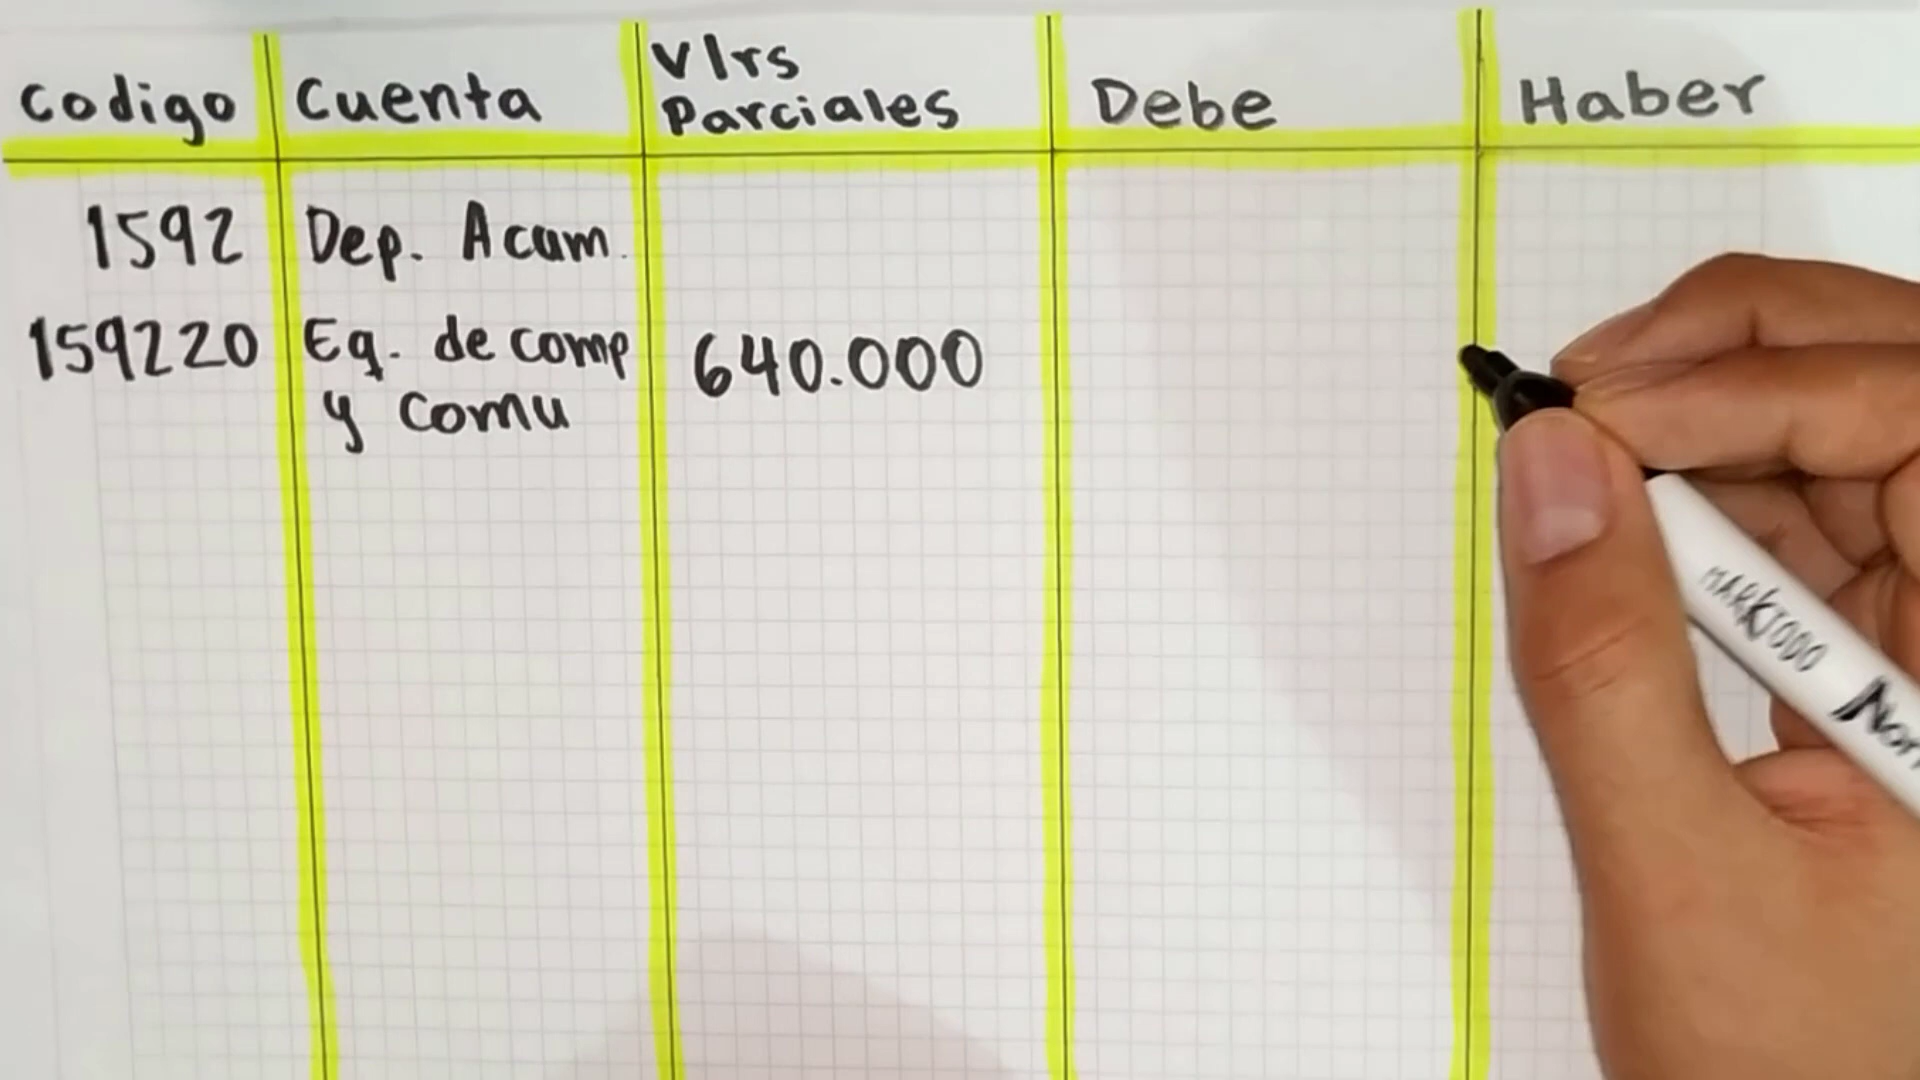 Codigo Cuenta Vlrs Parciales Debe Haber
1592 Dep. Acum.
159220 Eq. de comp 640.000
y comu
MARKTODO